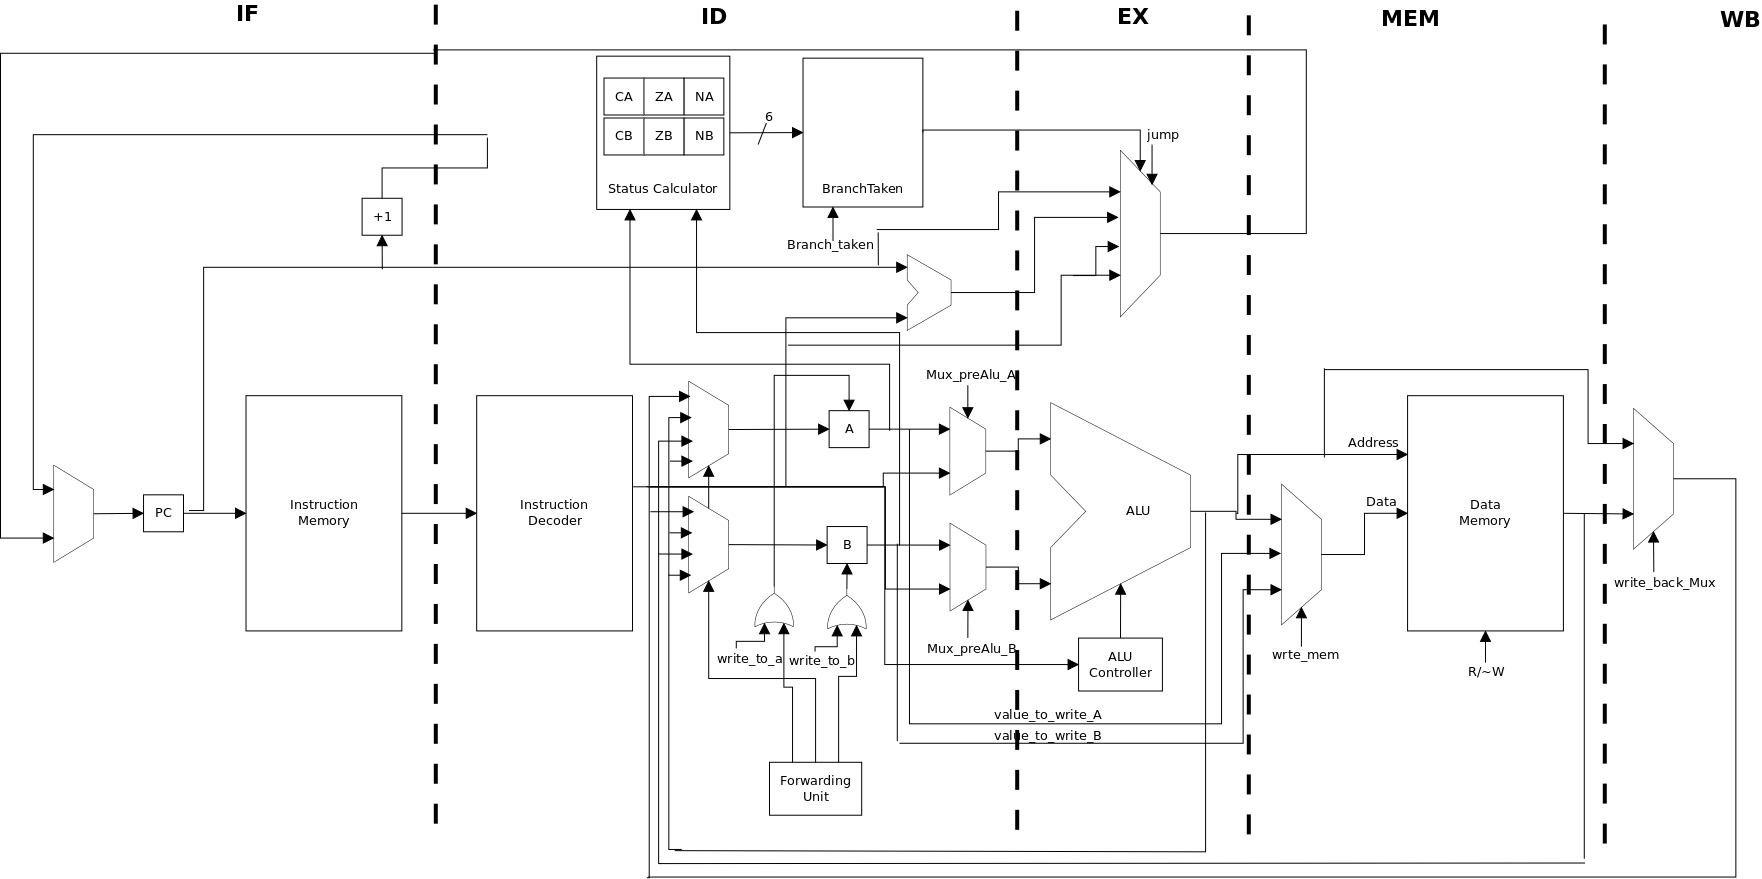 IF
ID
EX
MEM
WB
CA ZA NA
CB ZB NB
Status Calculator
6
BranchTaken
Branch_taken
jump
+1
Mux_preAlu_A
PC
Instruction
Memory
Instruction
Decoder
A
B
ALU
Address
Data
Data
Memory
write_back_Mux
write_to_a
write_to_b
Mux_preAlu_B
ALU
Controller
wrte_mem
R/~W
value_to_write_A
value_to_write_B
Forwarding
Unit